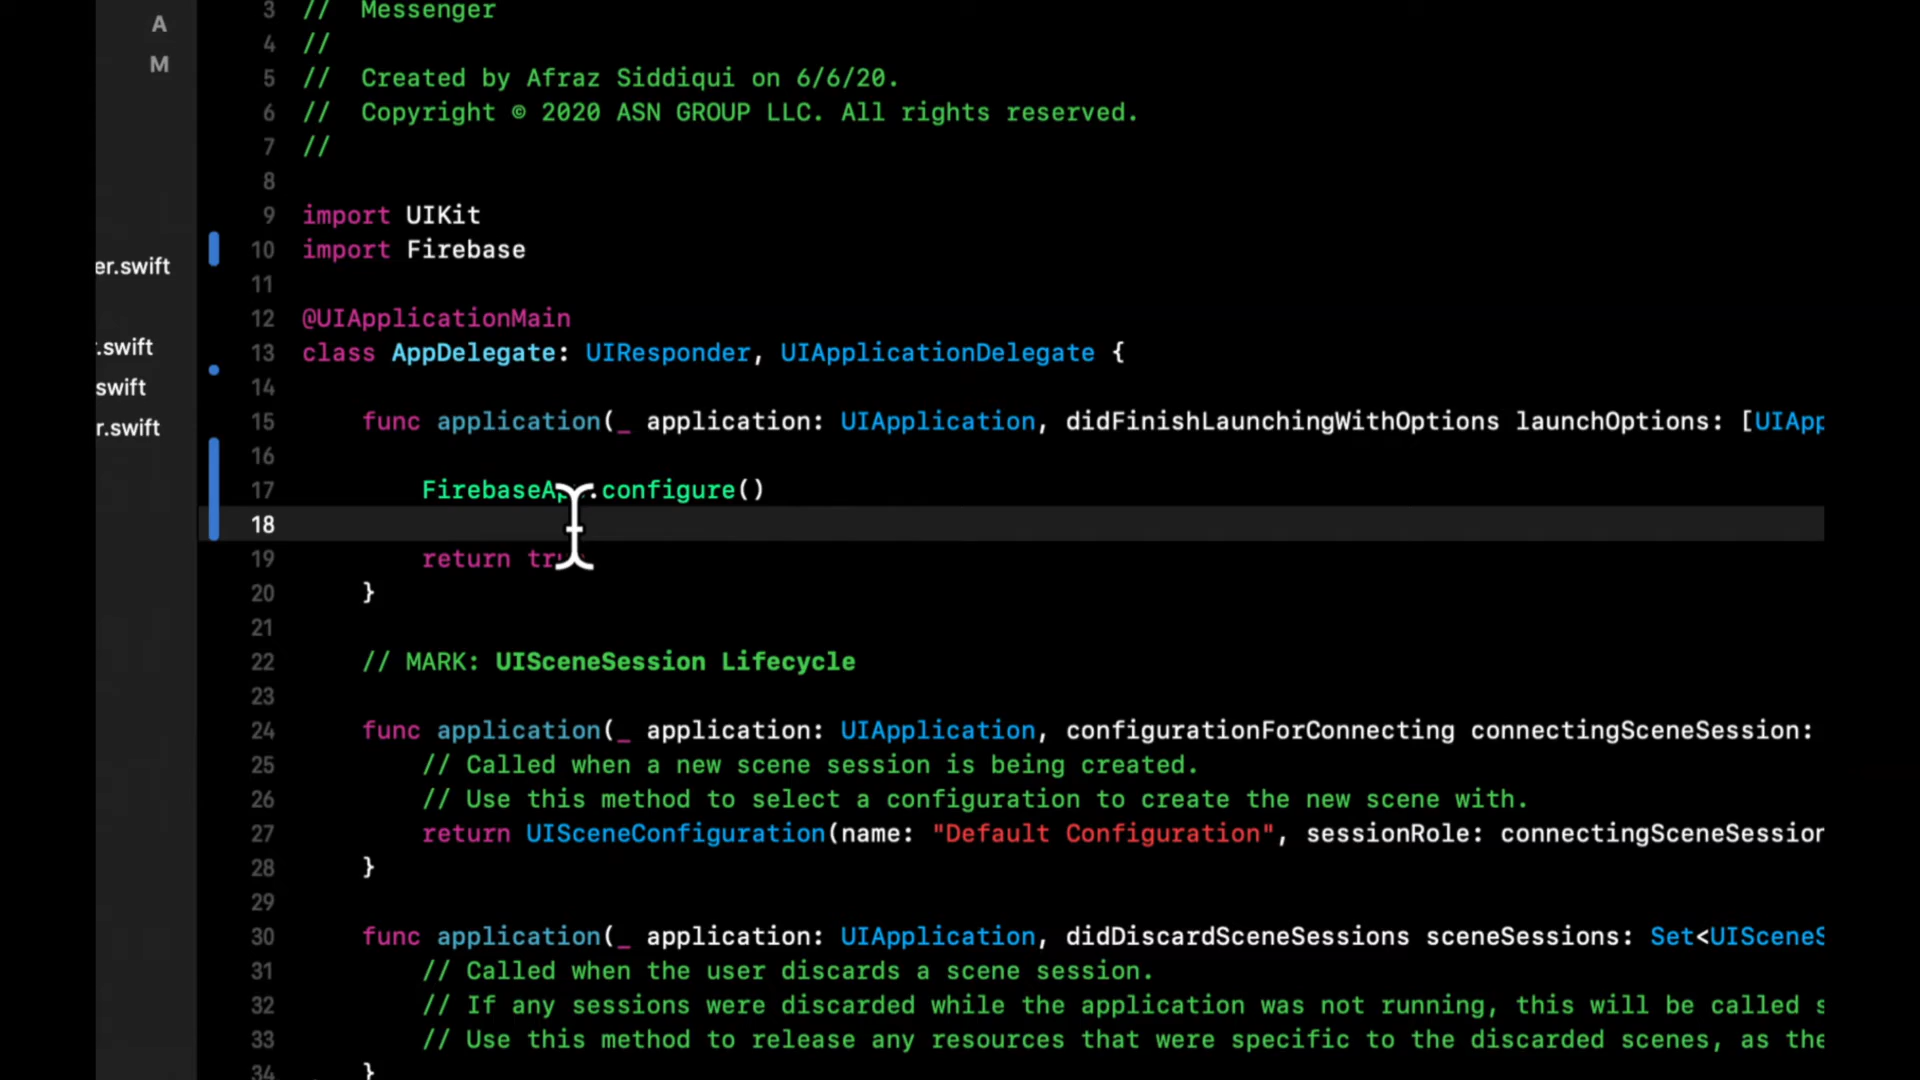 A
M
er.swift
r.swift
swift
r.swift
3 // Messenger
4 //
5 // Created by Afraz Siddiqui on 6/6/20.
6 // Copyright © 2020 ASN GROUP LLC. All rights reserved.
7 //
8
9 import UIKit
10 import Firebase
11
12 @UIApplicationMain
13 class AppDelegate: UIResponder, UIApplicationDelegate {
14
15 func application(_ application: UIApplication, didFinishLaunchingWithOptions launchOptions: [UIApp
16
17 FirebaseApp.configure()
18
19 return true
20 }
21
22 // MARK: UISceneSession Lifecycle
23
24 func application(_ application: UIApplication, configurationForConnecting connectingSceneSession:
25 // Called when a new scene session is being created.
26 // Use this method to select a configuration to create the new scene with.
27 return UISceneConfiguration(name: "Default Configuration", sessionRole: connectingSceneSession
28 }
29
30 func application(_ application: UIApplication, didDiscardSceneSessions sceneSessions: Set<UISceneS
31 // Called when the user discards a scene session.
32 // If any sessions were discarded while the application was not running, this will be called s
33 // Use this method to release any resources that were specific to the discarded scenes, as the
34 }